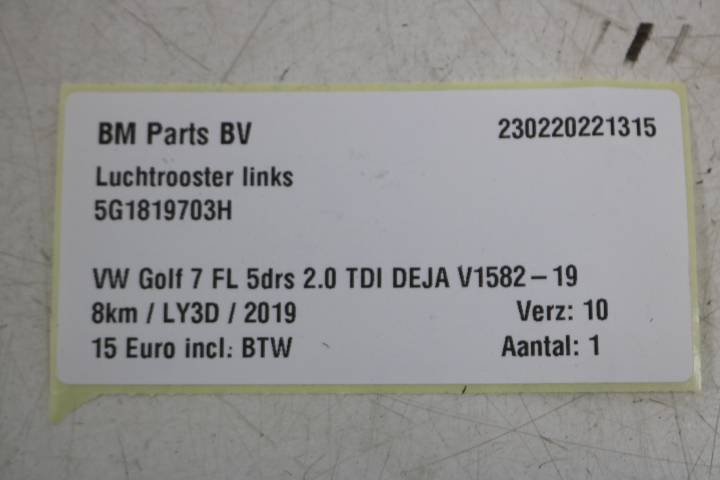 BM Parts BV 230220221315
Luchtrooster links
5G1819703H
VW Golf 7 FL 5drs 2.0 TDI DEJA V1582 – 19
8km / LY3D / 2019 Verz: 10
15 Euro incl: BTW Aantal: 1